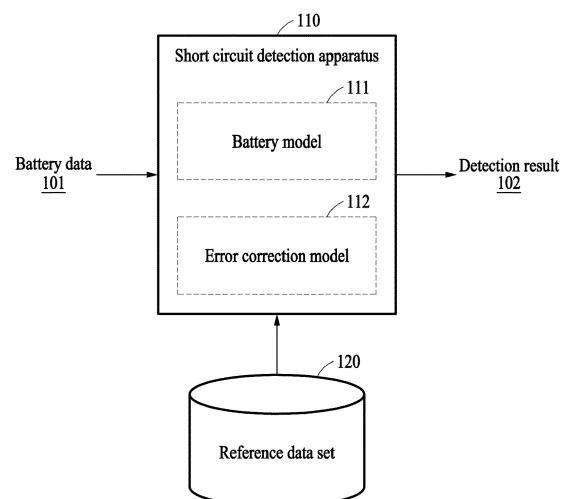 110
Short circuit detection apparatus
111
Battery model
Battery data
101
Detection result
102
112
Error correction model
120
Reference data set